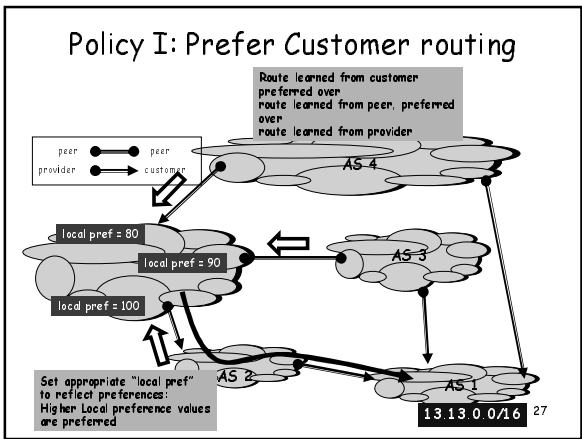 Policy I: Prefer Customer routing
Route learned from customer
preferred over
route learned from peer, preferred
over
route learned from provider
peer peer
provider customer
AS 4
local pref = 80
local pref = 90
AS 3
local pref = 100
AS 2
AS 1
Set appropriate “local pref”
to reflect preferences:
Higher Local preference values
are preferred
13.13.0.0/16
27